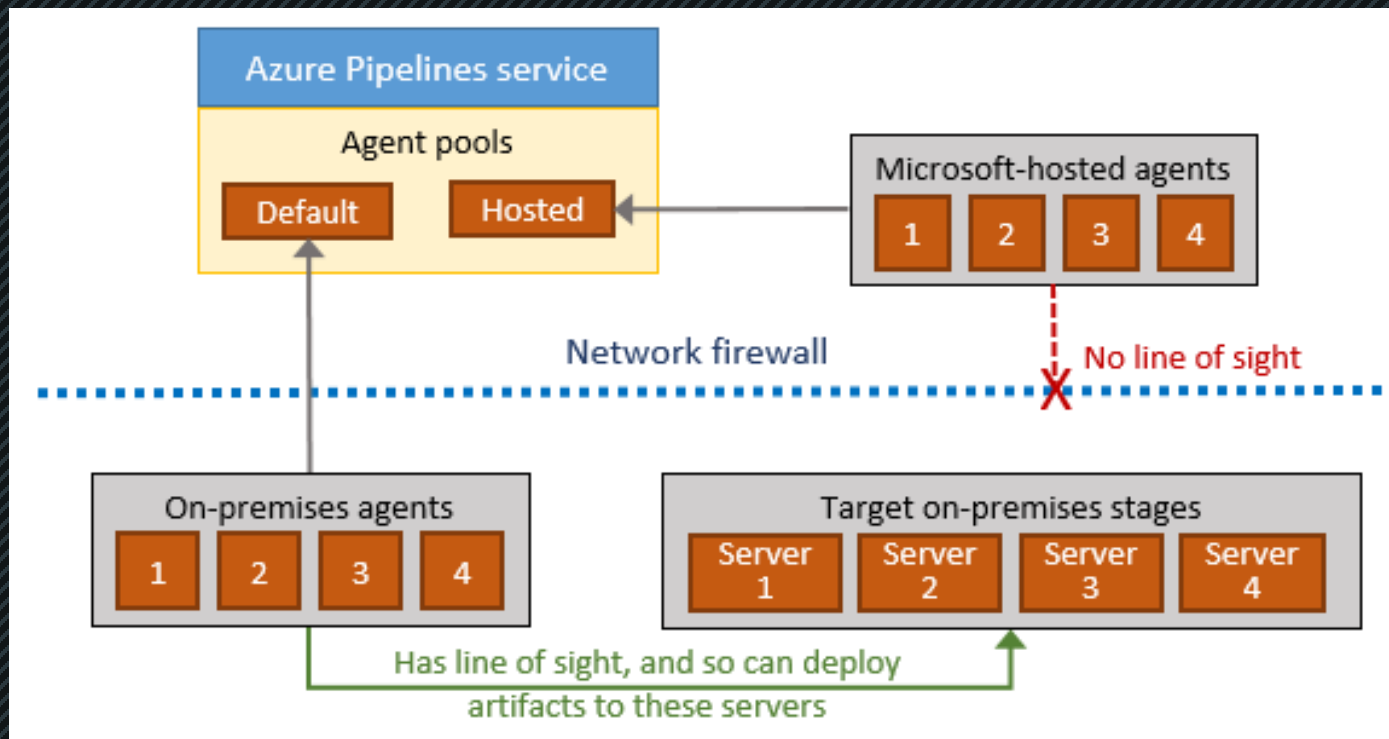 Azure Pipelines service
Agent pools
Default
Hosted
Microsoft-hosted agents
1 2 3 4
Network firewall
No line of sight
X
On-premises agents
1 2 3 4
Target on-premises stages
Server Server Server Server
1 2 3 4
Has line of sight, and so can deploy
artifacts to these servers